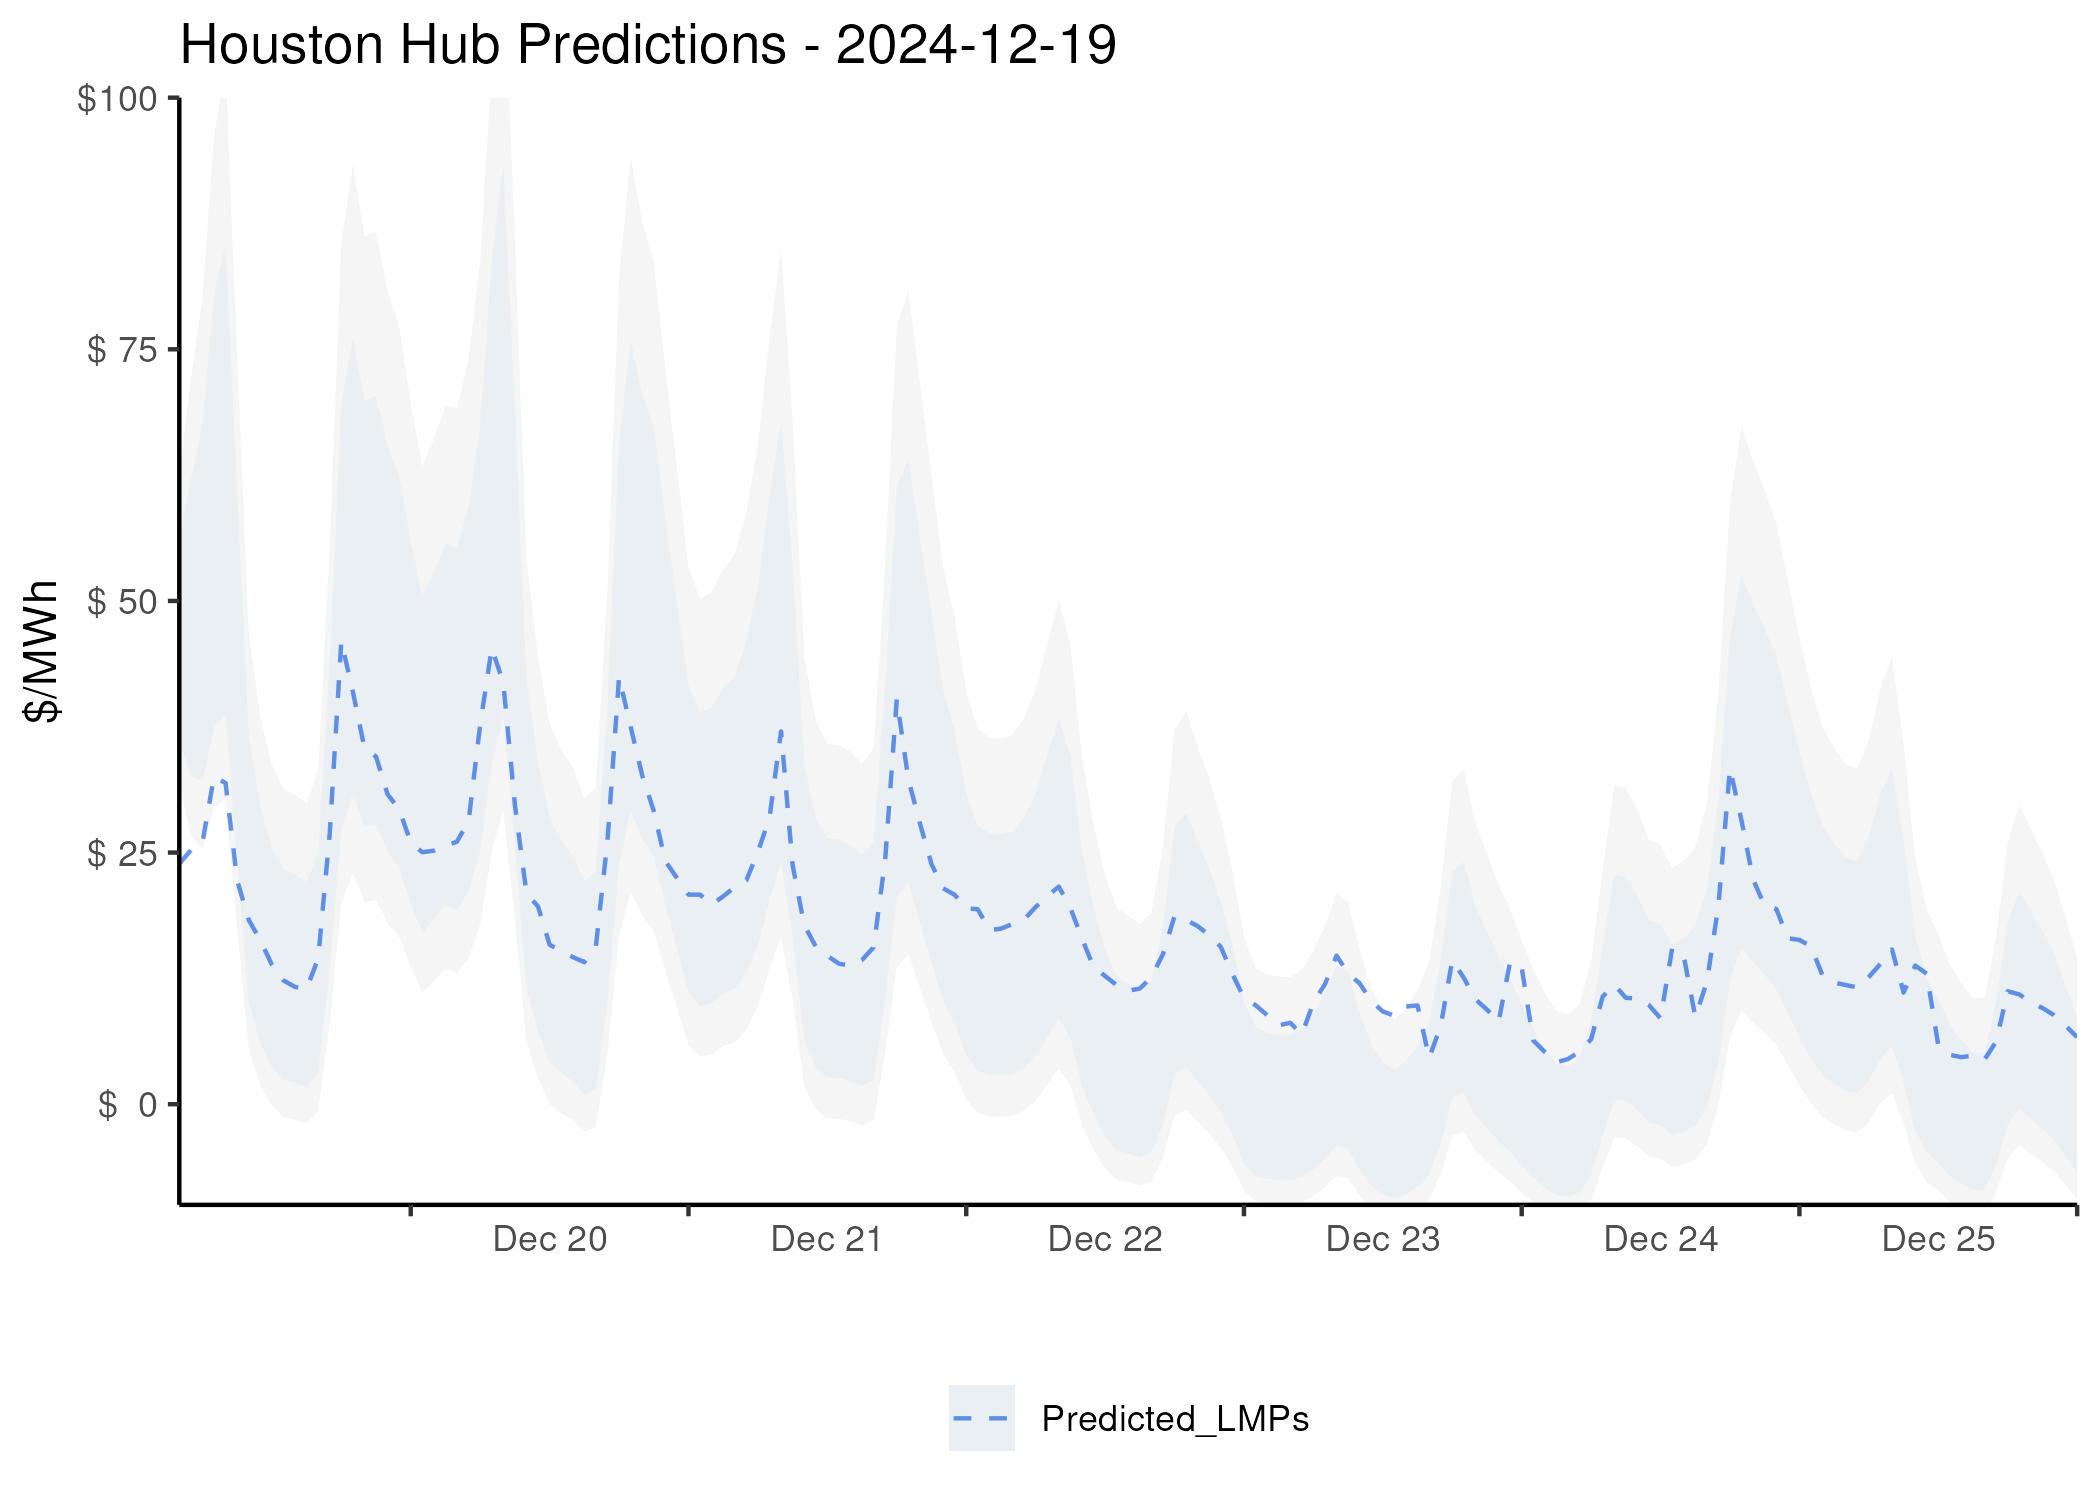 Houston Hub Predictions - 2024-12-19
$/MWh
$100
$ 75
$ 50
$ 25
$ 0
Dec 20 Dec 21 Dec 22 Dec 23 Dec 24 Dec 25
Predicted_LMPs